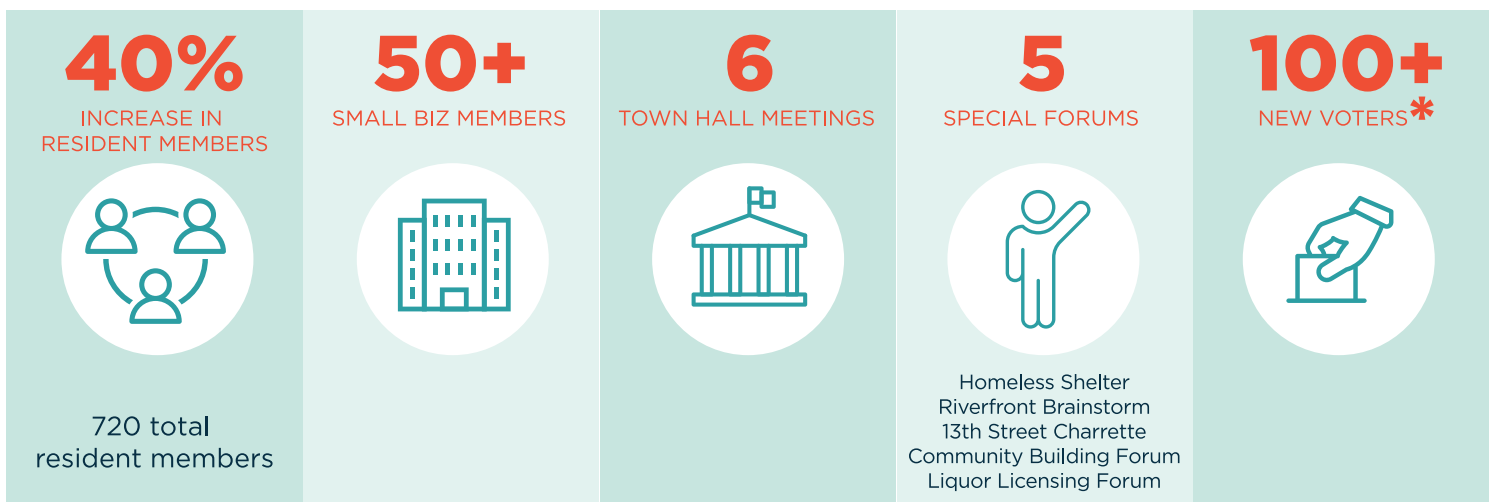 40%
INCREASE IN
RESIDENT MEMBERS
720 total
resident members
50+
SMALL BIZ MEMBERS
6
TOWN HALL MEETINGS
5
SPECIAL FORUMS
Homeless Shelter
Riverfront Brainstorm
13th Street Charrette
Community Building Forum
Liquor Licensing Forum
100+
NEW VOTERS*